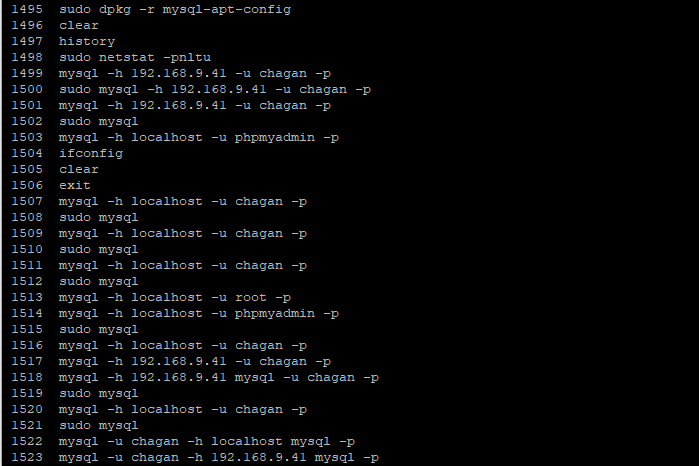 1495 sudo dpkg -r mysql-apt-config
1496 clear
1497 history
1498 sudo netstat -pnltu
1499 mysql -h 192.168.9.41 -u chagan -p
1500 sudo mysql -h 192.168.9.41 -u chagan -p
1501 mysql -h 192.168.9.41 -u chagan -p
1502 sudo mysql
1503 mysql -h localhost -u phpmyadmin -p
1504 ifconfig
1505 clear
1506 exit
1507 mysql -h localhost -u chagan -p
1508 sudo mysql
1509 mysql -h localhost -u chagan -p
1510 sudo mysql
1511 mysql -h localhost -u chagan -p
1512 sudo mysql
1513 mysql -h localhost -u root -p
1514 mysql -h localhost -u phpmyadmin -p
1515 sudo mysql
1516 mysql -h localhost -u chagan -p
1517 mysql -h 192.168.9.41 -u chagan -p
1518 mysql -h 192.168.9.41 mysql -u chagan -p
1519 sudo mysql
1520 mysql -h localhost -u chagan -p
1521 sudo mysql
1522 mysql -u chagan -h localhost mysql -p
1523 mysql -u chagan -h 192.168.9.41 mysql -p